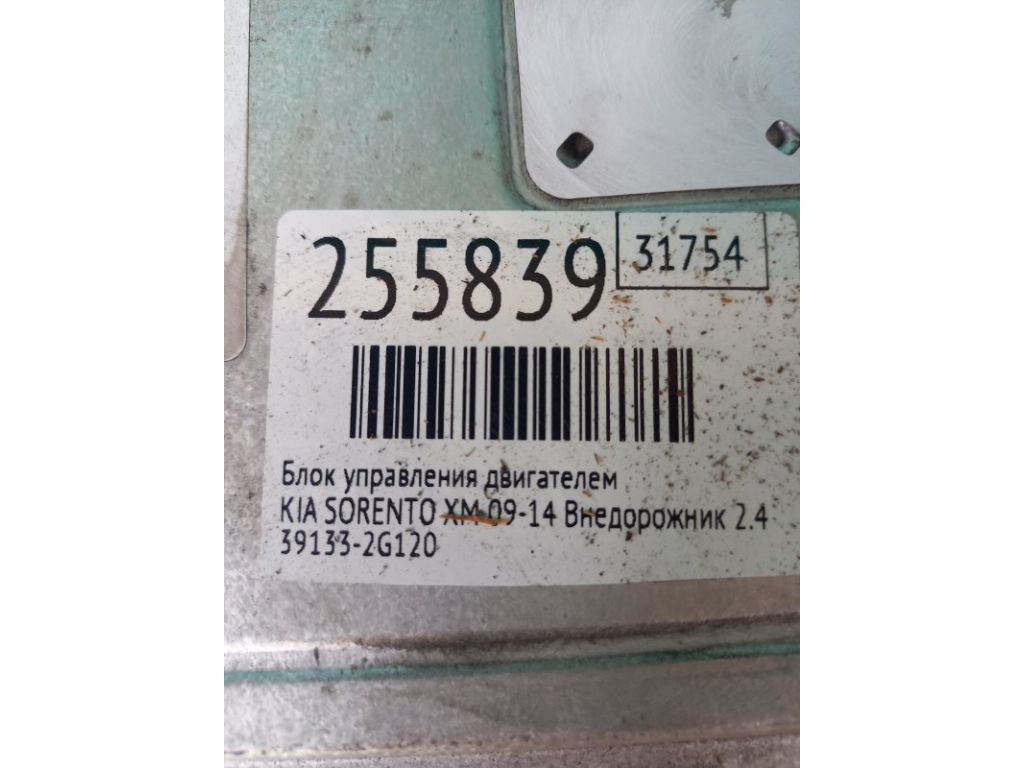 255839
31754
Блок управления двигателем
KIA SORENTO XM 09-14 Внедорожник 2.4
39133-2G120